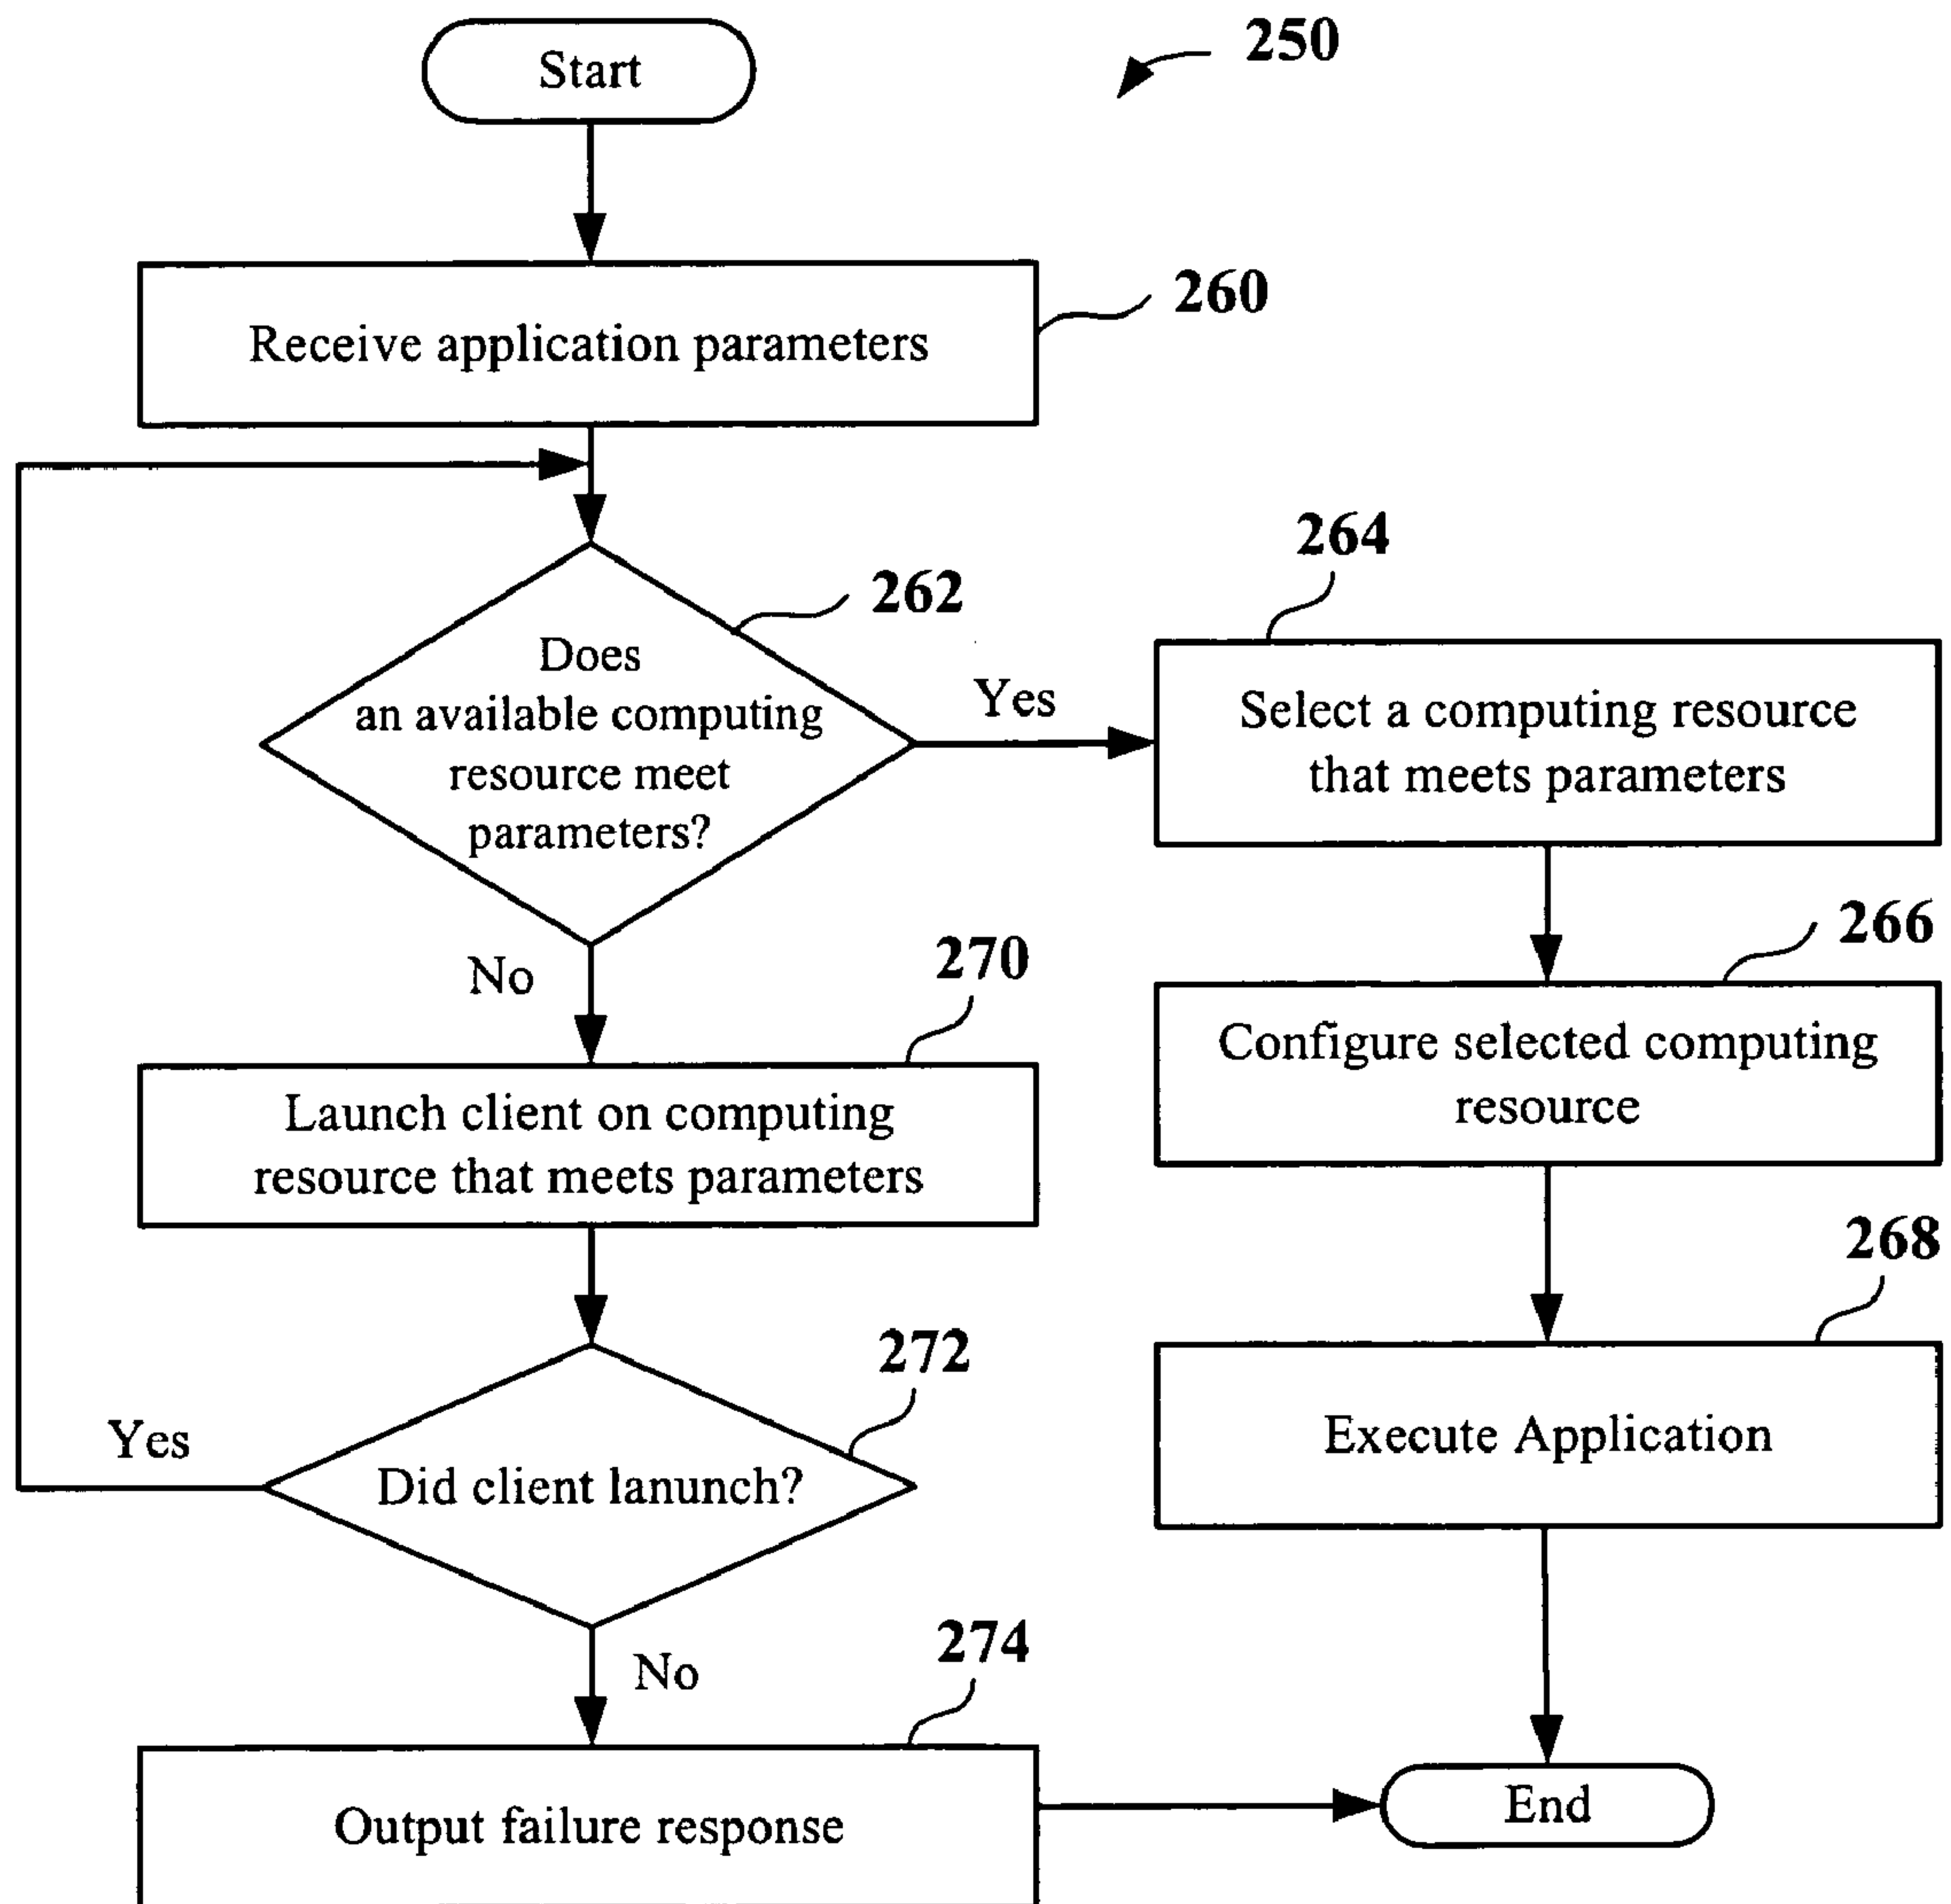 Start
250
Receive application parameters
260
262
Does
an available computing
resource meet
parameters?
Yes
264
Select a computing resource
that meets parameters
No
270
266
Launch client on computing
resource that meets parameters
Configure selected computing
resource
272
268
Yes
Did client lanunch?
Execute Application
No
274
Output failure response
End